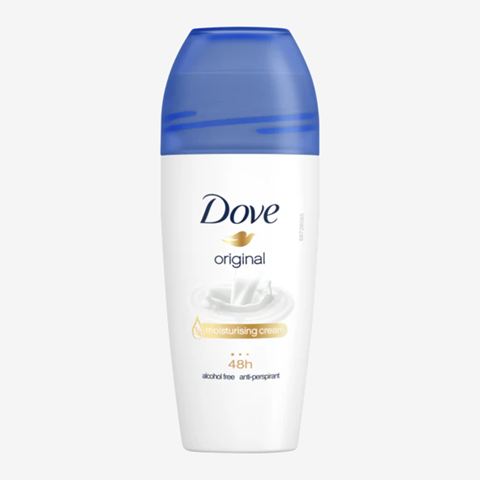 Dove
original
moisturising cream
48h
alcohol free anti-perspirant